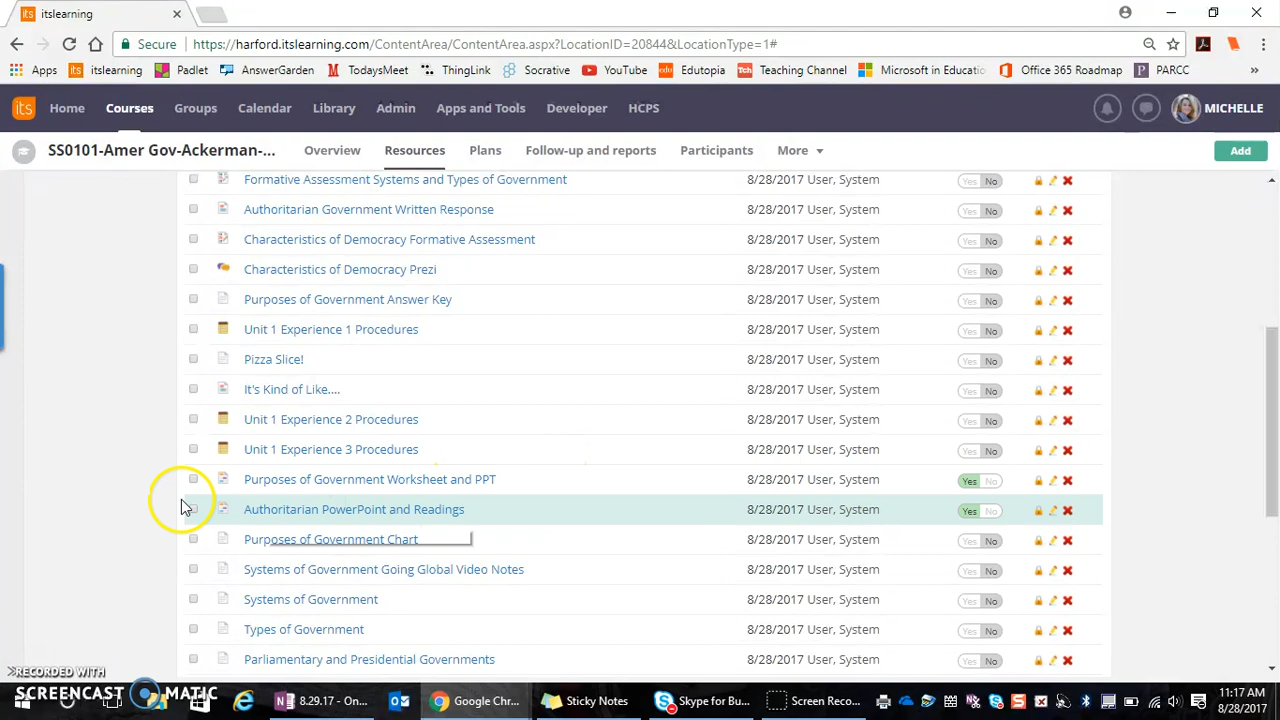 itslearning
Secure https://harford.itslearning.com/ContentArea/ContentArea.aspx?LocationID=20844&LocationType=1#
Apps itslearning Padlet AnswerGarden TodaysMeet ThingLink Socrative YouTube Edutopia Teaching Channel Microsoft in Educatio Office 365 Roadmap PARCC
its Home Courses Groups Calendar Library Admin Apps and Tools Developer HCPS MICHELLE
SS0101-Amer Gov-Ackerman-... Overview Resources Plans Follow-up and reports Participants More Add
Formative Assessment Systems and Types of Government 8/28/2017 User, System Yes No
Authoritarian Government Written Response 8/28/2017 User, System Yes No
Characteristics of Democracy Formative Assessment 8/28/2017 User, System Yes No
Characteristics of Democracy Prezi 8/28/2017 User, System Yes No
Purposes of Government Answer Key 8/28/2017 User, System Yes No
Unit 1 Experience 1 Procedures 8/28/2017 User, System Yes No
Pizza Slice! 8/28/2017 User, System Yes No
It's Kind of Like.... 8/28/2017 User, System Yes No
Unit 1 Experience 2 Procedures 8/28/2017 User, System Yes No
Unit 1 Experience 3 Procedures 8/28/2017 User, System Yes No
Purposes of Government Worksheet and PPT 8/28/2017 User, System Yes No
Authoritarian PowerPoint and Readings 8/28/2017 User, System Yes No
Purposes of Government Chart 8/28/2017 User, System Yes No
Systems of Government Going Global Video Notes 8/28/2017 User, System Yes No
Systems of Government 8/28/2017 User, System Yes No
Types of Government 8/28/2017 User, System Yes No
Parliamentary and Presidential Governments 8/28/2017 User, System Yes No
RECORDED WITH
SCREENCAST MATIC
8/29/17 - On... Google Chr... Sticky Notes Skype for Bu... Screen Reco... 11:17 AM
8/28/2017